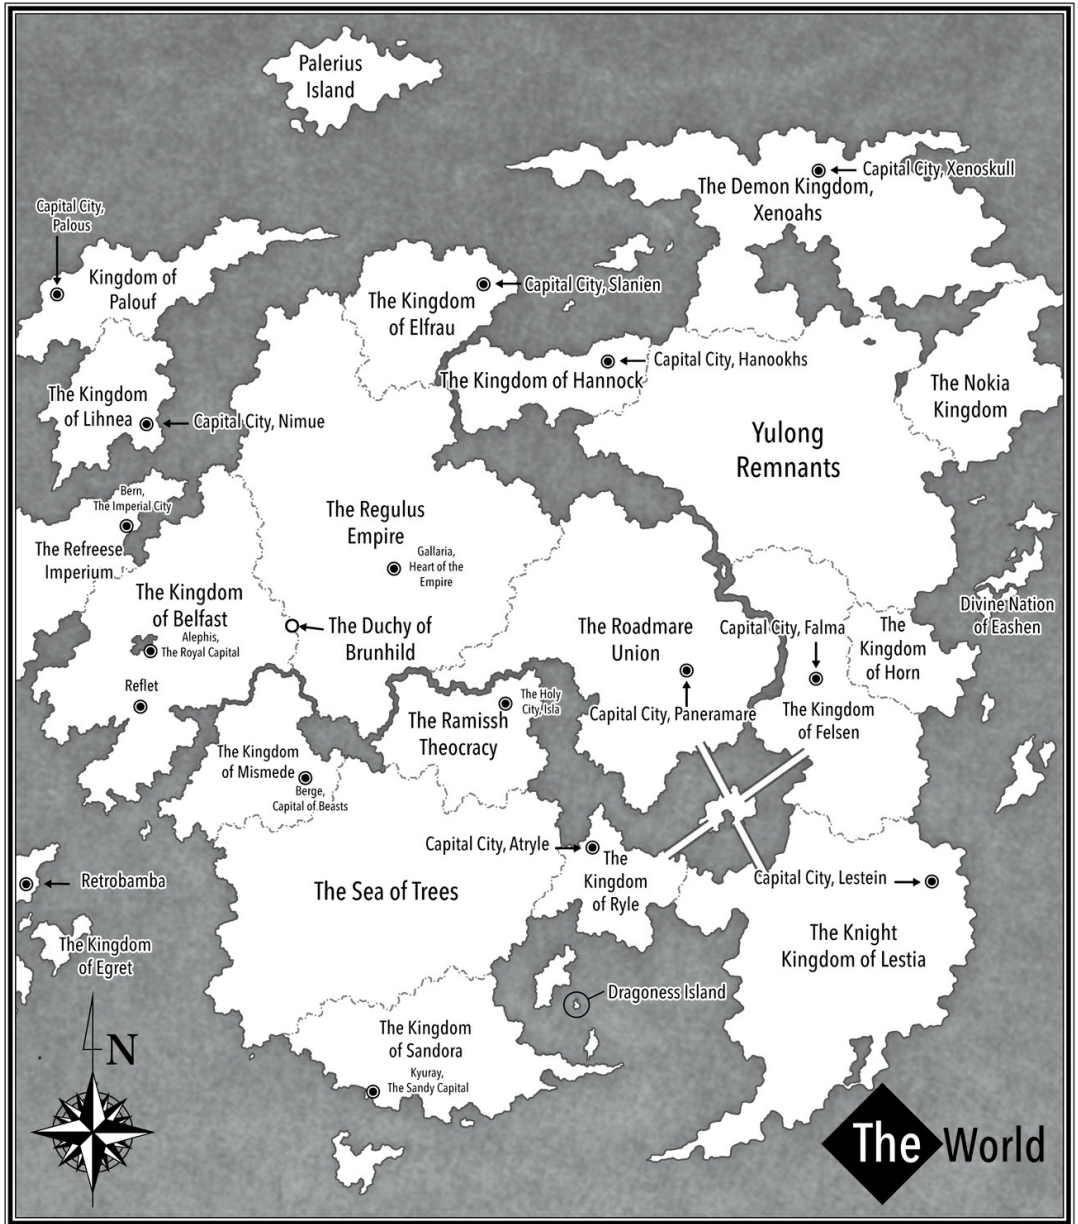 Palerius
Island
Capital City, Xenoskull
The Demon Kingdom,
Xenoahs
Capital City,
Palous
Kingdom of
Palouf
Capital City, Slanien
The Kingdom
of Elfrau
Capital City, Hanookhs
The Kingdom of Hannock
The Nokia
Kingdom
The Kingdom
of Lihnea
Capital City, Nimue
Yulong
Remnants
Bern,
The Imperial City
The Refreese
Imperium
The Regulus
Empire
Gallaria,
Heart of the
Empire
The Kingdom
of Belfast
Alephis,
The Royal Capital
The Duchy of
Brunhild
The Roadmare
Union
Capital City, Falma
The
Kingdom
of Horn
Divine Nation
of Eashen
Reflet
The Holy
City, Isla
The Ramissh
Theocracy
Capital City, Paneramare
The Kingdom
of Felsen
The Kingdom
of Mismede
Berge,
Capital of Beasts
Capital City, Atryle
The
Kingdom
of Ryle
Retrobamba
The Sea of Trees
Capital City, Lestein
The Kingdom
of Egret
The Knight
Kingdom of Lestia
Dragoness Island
N
The Kingdom
of Sandora
Kyuray,
The Sandy Capital
The World